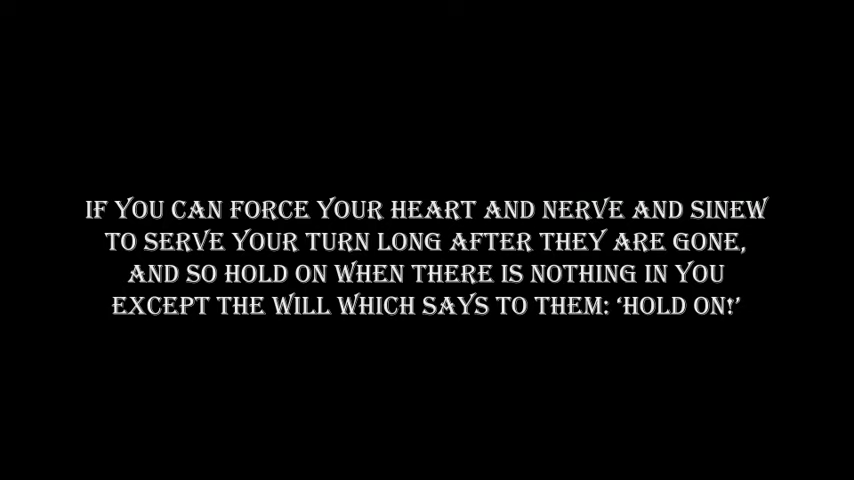 IF YOU CAN FORCE YOUR HEART AND NERVE AND SINEW
TO SERVE YOUR TURN LONG AFTER THEY ARE GONE,
AND SO HOLD ON WHEN THERE IS NOTHING IN YOU
EXCEPT THE WILL WHICH SAYS TO THEM: ‘HOLD ON!’